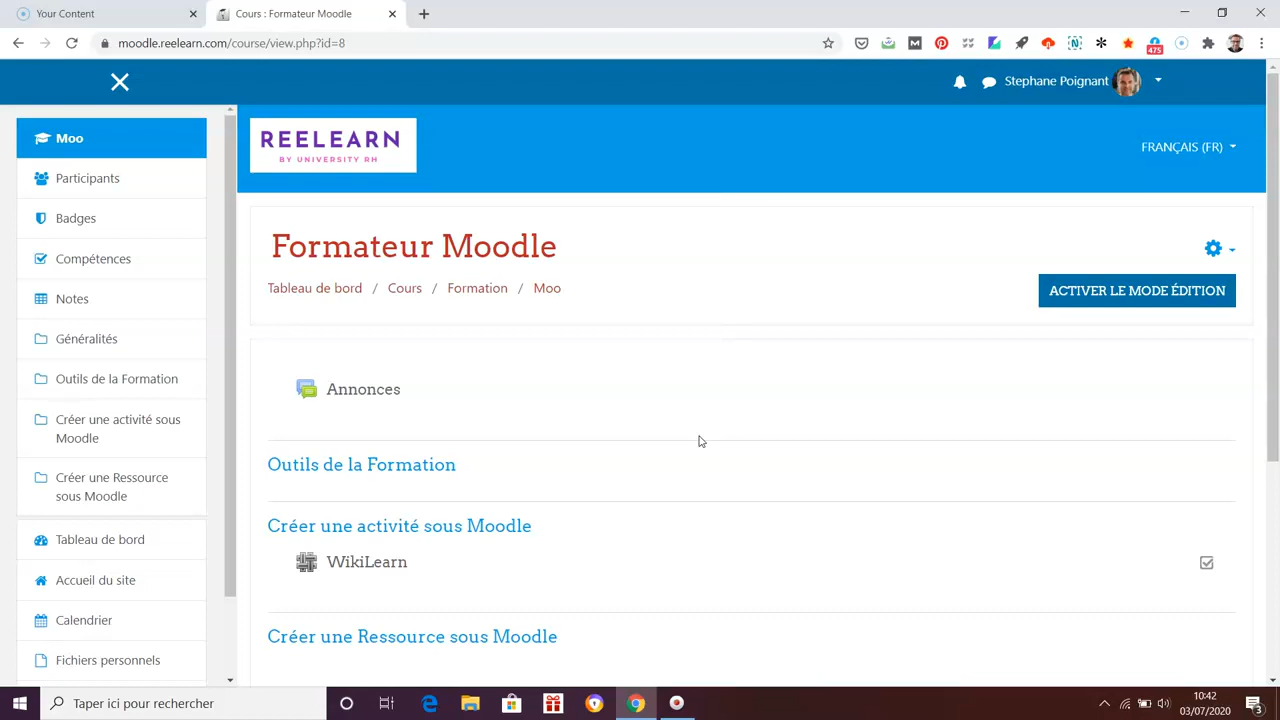 Your Content
Cours : Formateur Moodle
moodle.reelearn.com/course/view.php?id=8
475
Stephane Poignant
Moo
Participants
Badges
Compétences
Notes
Généralités
Outils de la Formation
Créer une activité sous
Moodle
Créer une Ressource
sous Moodle
Tableau de bord
Accueil du site
Calendrier
Fichiers personnels
REELEARN
BY UNIVERSITY RH
FRANÇAIS (FR)
Formateur Moodle
Tableau de bord / Cours / Formation / Moo
ACTIVER LE MODE ÉDITION
Annonces
Outils de la Formation
Créer une activité sous Moodle
WikiLearn
Créer une Ressource sous Moodle
Taper ici pour rechercher
10:42
03/07/2020
3